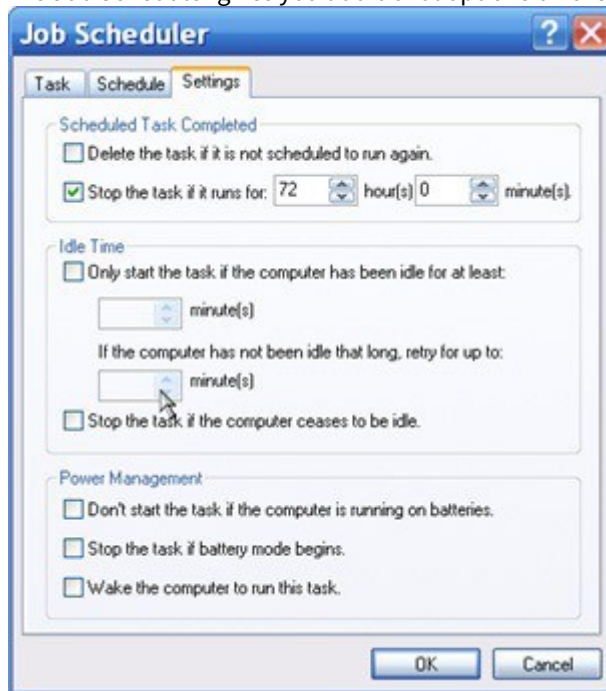 Job Scheduler
Task Schedule Settings
Scheduled Task Completed
Delete the task if it is not scheduled to run again.
Stop the task if it runs for: 72 hour(s) 0 minute(s).
Idle Time
Only start the task if the computer has been idle for at least:
minute(s)
If the computer has not been idle that long, retry for up to:
minute(s)
Stop the task if the computer ceases to be idle.
Power Management
Don't start the task if the computer is running on batteries.
Stop the task if battery mode begins.
Wake the computer to run this task.
OK Cancel